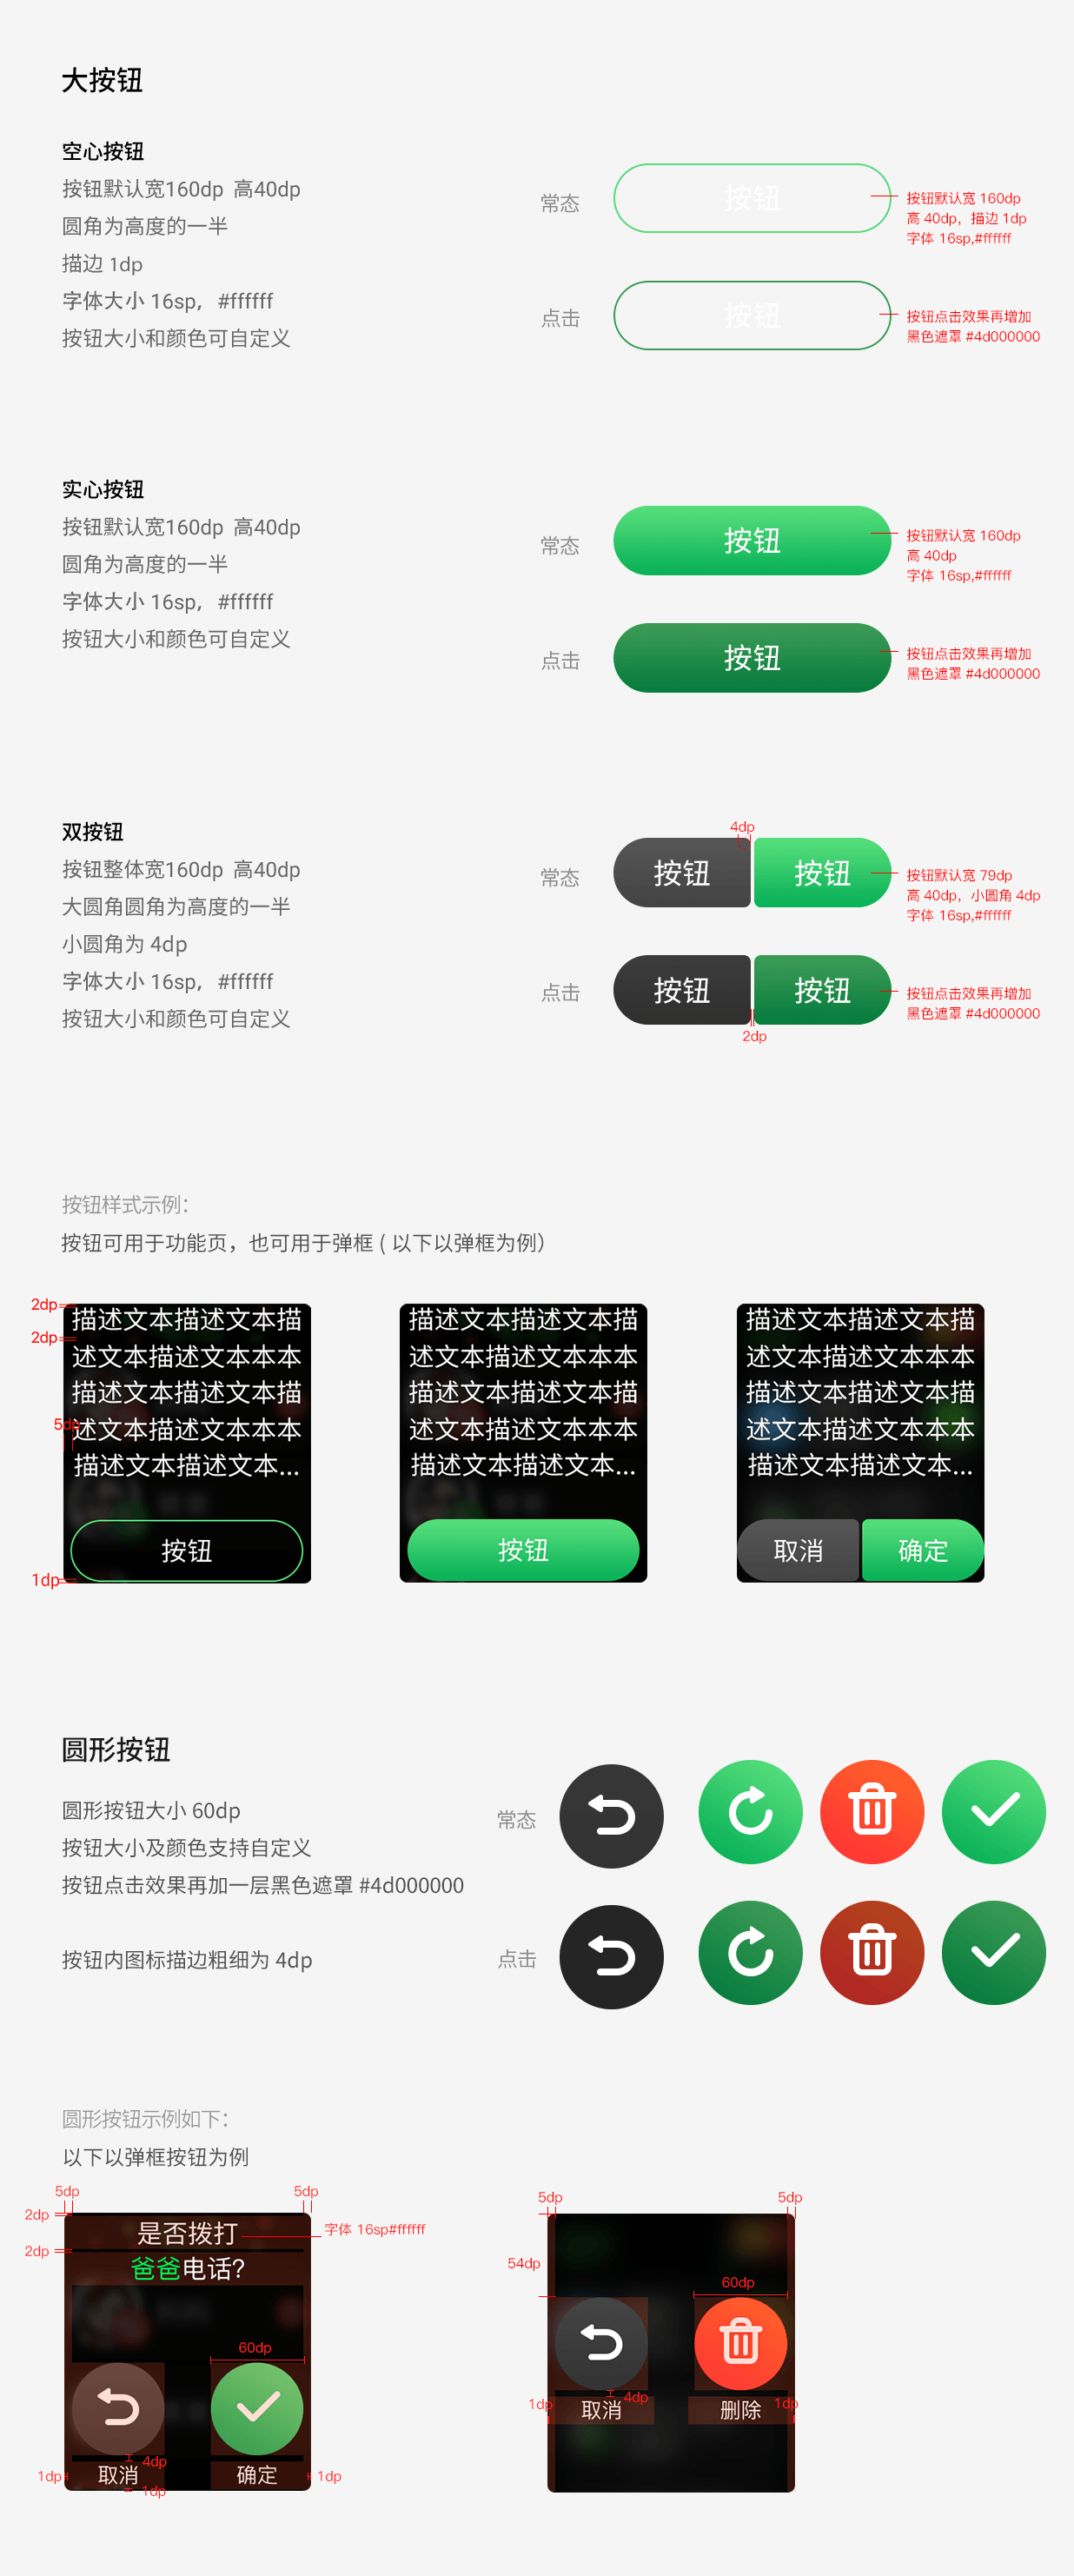 大按钮
空心按钮
按钮默认宽160dp 高40dp
圆角为高度的一半
描边 1dp
字体大小 16sp，#ffffff
按钮大小和颜色可自定义
常态
按钮
按钮默认宽 160dp
高 40dp，描边 1dp
字体 16sp,#ffffff
点击
按钮
按钮点击效果再增加
黑色遮罩 #4d000000
实心按钮
按钮默认宽160dp 高40dp
圆角为高度的一半
字体大小 16sp，#ffffff
按钮大小和颜色可自定义
常态
按钮
按钮默认宽 160dp
高 40dp
字体 16sp,#ffffff
点击
按钮
按钮点击效果再增加
黑色遮罩 #4d000000
双按钮
按钮整体宽160dp 高40dp
大圆角圆角为高度的一半
小圆角为 4dp
字体大小 16sp，#ffffff
按钮大小和颜色可自定义
4dp
常态
按钮
按钮
按钮默认宽 79dp
高 40dp，小圆角 4dp
字体 16sp,#ffffff
点击
按钮
按钮
按钮点击效果再增加
黑色遮罩 #4d000000
2dp
按钮样式示例：
按钮可用于功能页，也可用于弹框 ( 以下以弹框为例）
2dp
2dp
5dp
1dp
描述文本描述文本描
述文本描述文本本本
描述文本描述文本描
述文本描述文本本本
描述文本描述文本...
按钮
描述文本描述文本描
述文本描述文本本本
描述文本描述文本描
述文本描述文本本本
描述文本描述文本...
按钮
描述文本描述文本描
述文本描述文本本本
描述文本描述文本描
述文本描述文本本本
描述文本描述文本...
取消
确定
圆形按钮
圆形按钮大小 60dp
按钮大小及颜色支持自定义
按钮点击效果再加一层黑色遮罩 #4d000000
按钮内图标描边粗细为 4dp
常态
点击
圆形按钮示例如下：
以下以弹框按钮为例
5dp
5dp
2dp
是否拨打
字体 16sp#ffffff
2dp
爸爸电话?
60dp
4dp
1dp
取消
确定
1dp
1dp
5dp
5dp
54dp
60dp
4dp
1dp
取消
删除
1dp